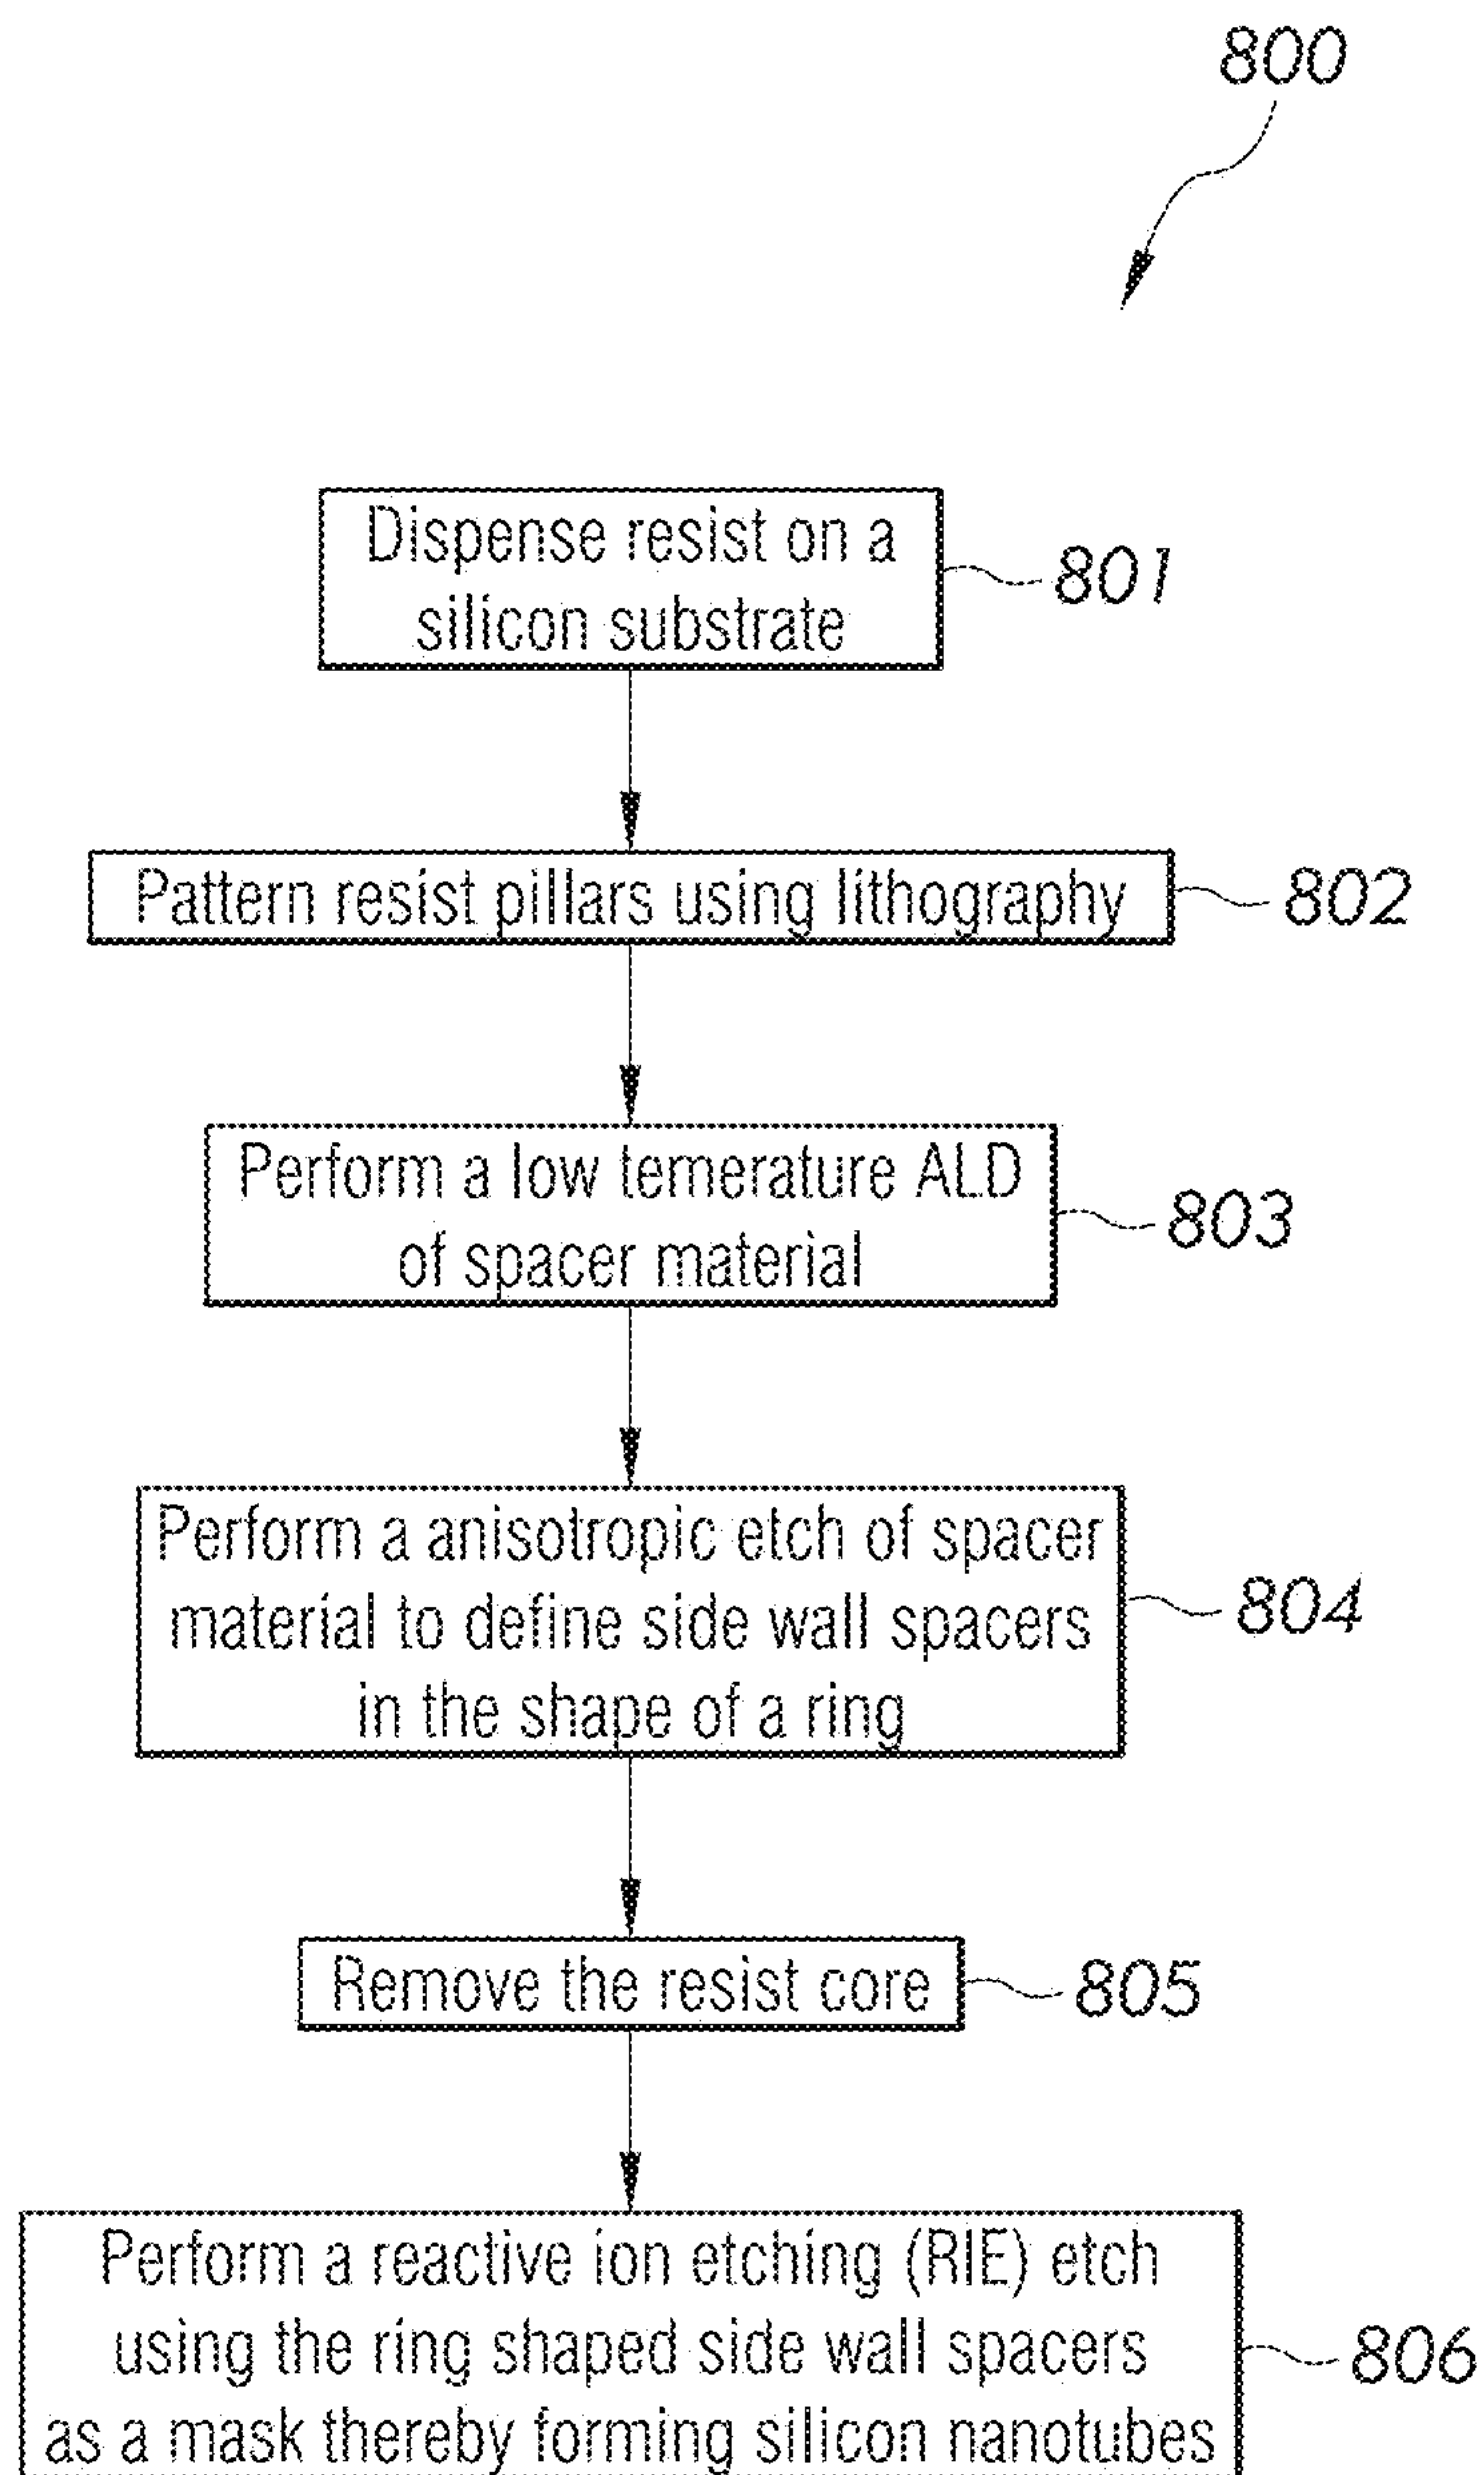 800
Dispense resist on a
silicon substrate
801
Pattern resist pillars using lithography
802
Perform a low temerature ALD
of spacer material
803
Perform a anisotropic etch of spacer
material to define side wall spacers
in the shape of a ring
804
Remove the resist core
805
Perform a reactive ion etching (RIE) etch
using the ring shaped side wall spacers
as a mask thereby forming silicon nanotubes
806